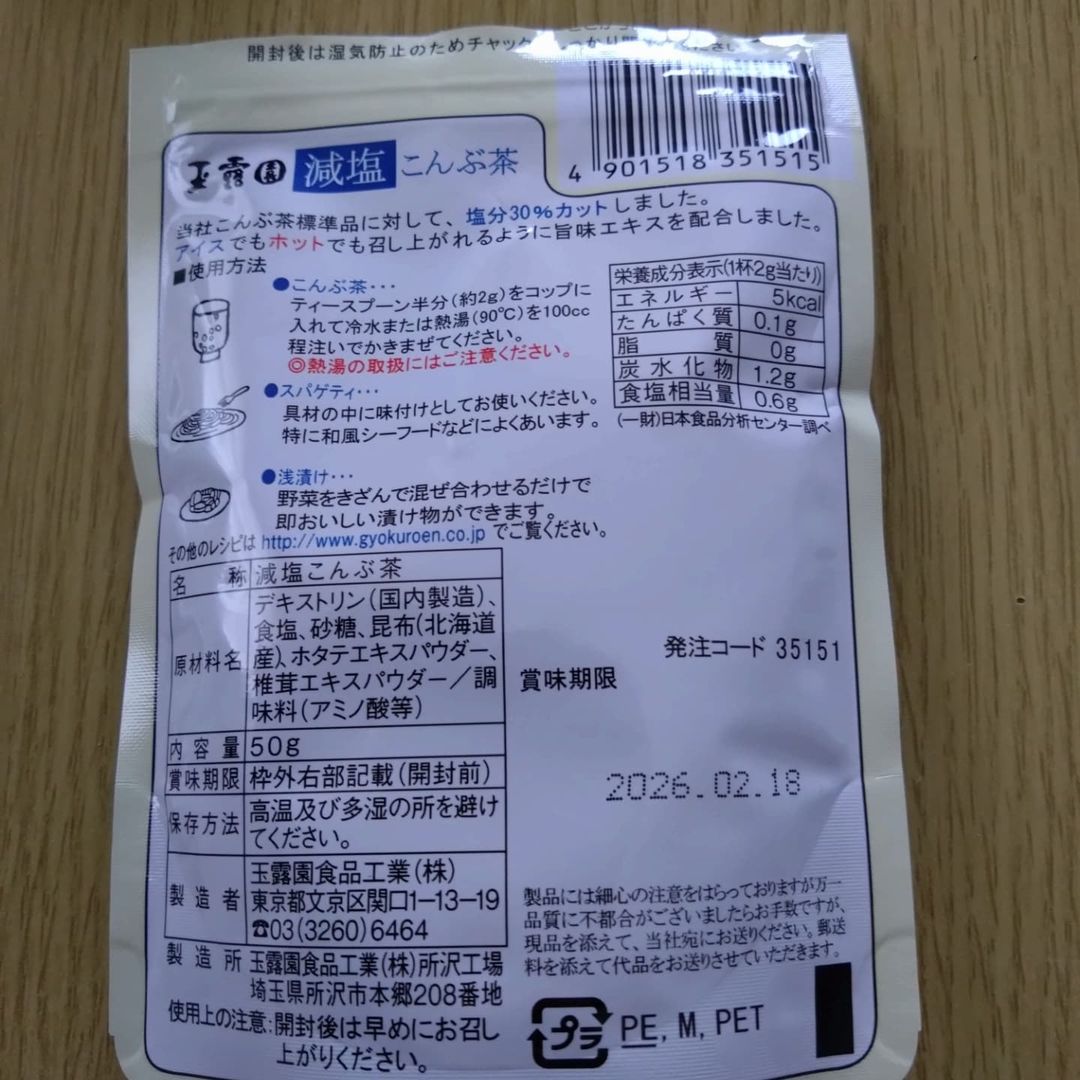 開封後は湿気防止のためチャック
4 901518 351515
玉露園 減塩 こんぶ茶
当社こんぶ茶標準品に対して、塩分30%カットしました。
アイスでもホットでも召し上がれるように旨味エキスを配合しました。
■使用方法
●こんぶ茶･･･
ティースプーン半分(約2g)をコップに
入れて冷水または熱湯(90℃)を100cc
程注いでかきまぜてください。
◎熱湯の取扱にはご注意ください。
●スパゲティ･･･
具材の中に味付けとしてお使いください。
特に和風シーフードなどによくあいます。
●浅漬け･･･
野菜をきざんで混ぜ合わせるだけで
即おいしい漬け物ができます。
その他のレシピは http://www.gyokuroen.co.jp でご覧ください。
栄養成分表示(1杯2g当たり)
エネルギー 5kcal
たんぱく質 0.1g
脂質 0g
炭水化物 1.2g
食塩相当量 0.6g
(一財)日本食品分析センター調べ
名称 減塩こんぶ茶
原材料名 デキストリン(国内製造)、
食塩、砂糖、昆布(北海道
産)、ホタテエキスパウダー、
椎茸エキスパウダー／調
味料(アミノ酸等)
内容量 50g
賞味期限 枠外右部記載(開封前)
保存方法 高温及び多湿の所を避け
てください。
製造者 玉露園食品工業(株)
東京都文京区関口1-13-19
☎03(3260)6464
製造所 玉露園食品工業(株)所沢工場
埼玉県所沢市本郷208番地
使用上の注意:開封後は早めにお召し
上がりください。
発注コード 35151
賞味期限
2026.02.18
製品には細心の注意をはらっておりますが万一
品質に不都合がございましたらお手数ですが、
現品を添えて、当社宛にお送りください。郵送
料を添えて代品をお送りさせていただきます。
プラ PE, M, PET